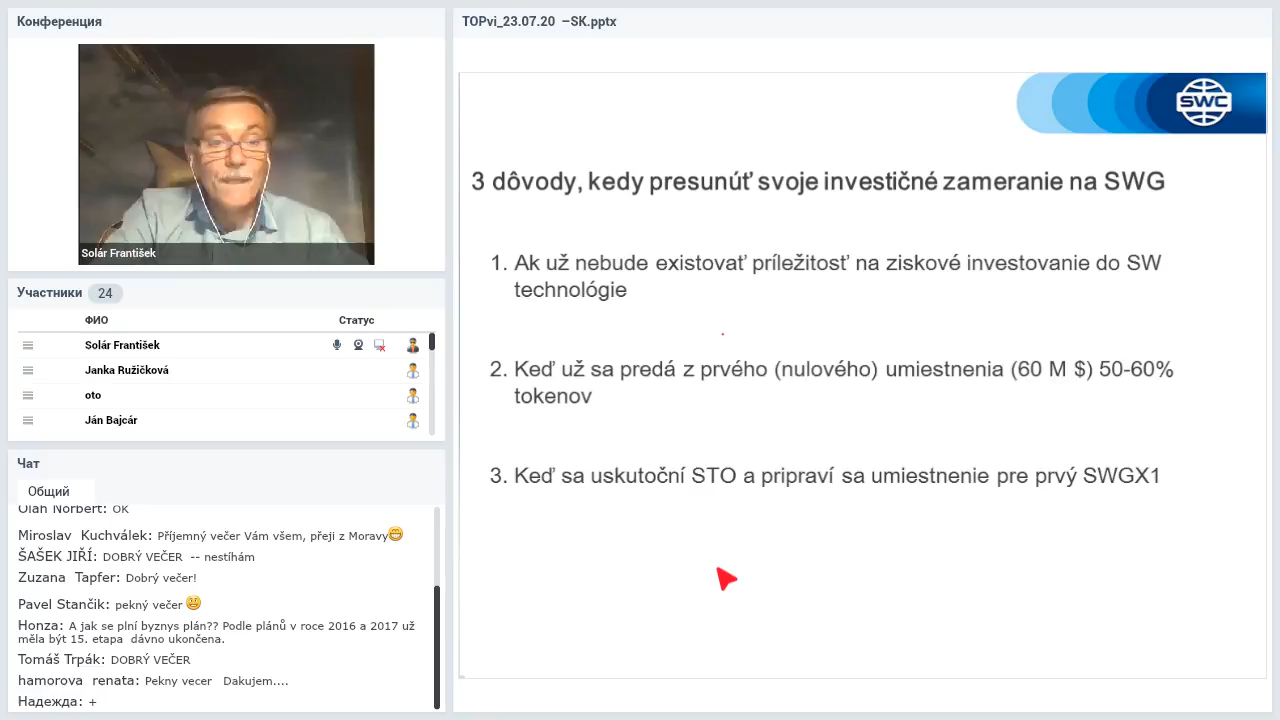 Конференция
Solár František
Участники 24
ФИО Статус
Solár František
Janka Ružičková
oto
Ján Bajcár
Чат
Общий
Olah Norbert: OK
Miroslav Kuchválek: Příjemný večer Vám všem, přeji z Moravy
ŠAŠEK JIŘÍ: DOBRÝ VEČER -- nestíhám
Zuzana Tapfer: Dobrý večer!
Pavel Stančik: pekný večer
Honza: A jak se plní byznys plán?? Podle plánů v roce 2016 a 2017 už
měla být 15. etapa dávno ukončena.
Tomáš Trpák: DOBRÝ VEČER
hamorova renata: Pekny vecer Dakujem....
Надежда: +
TOPvi_23.07.20 –SK.pptx
SWC
3 dôvody, kedy presunúť svoje investičné zameranie na SWG
1. Ak už nebude existovať príležitosť na ziskové investovanie do SW
technológie
2. Keď už sa predá z prvého (nulového) umiestnenia (60 M $) 50-60%
tokenov
3. Keď sa uskutoční STO a pripraví sa umiestnenie pre prvý SWGX1